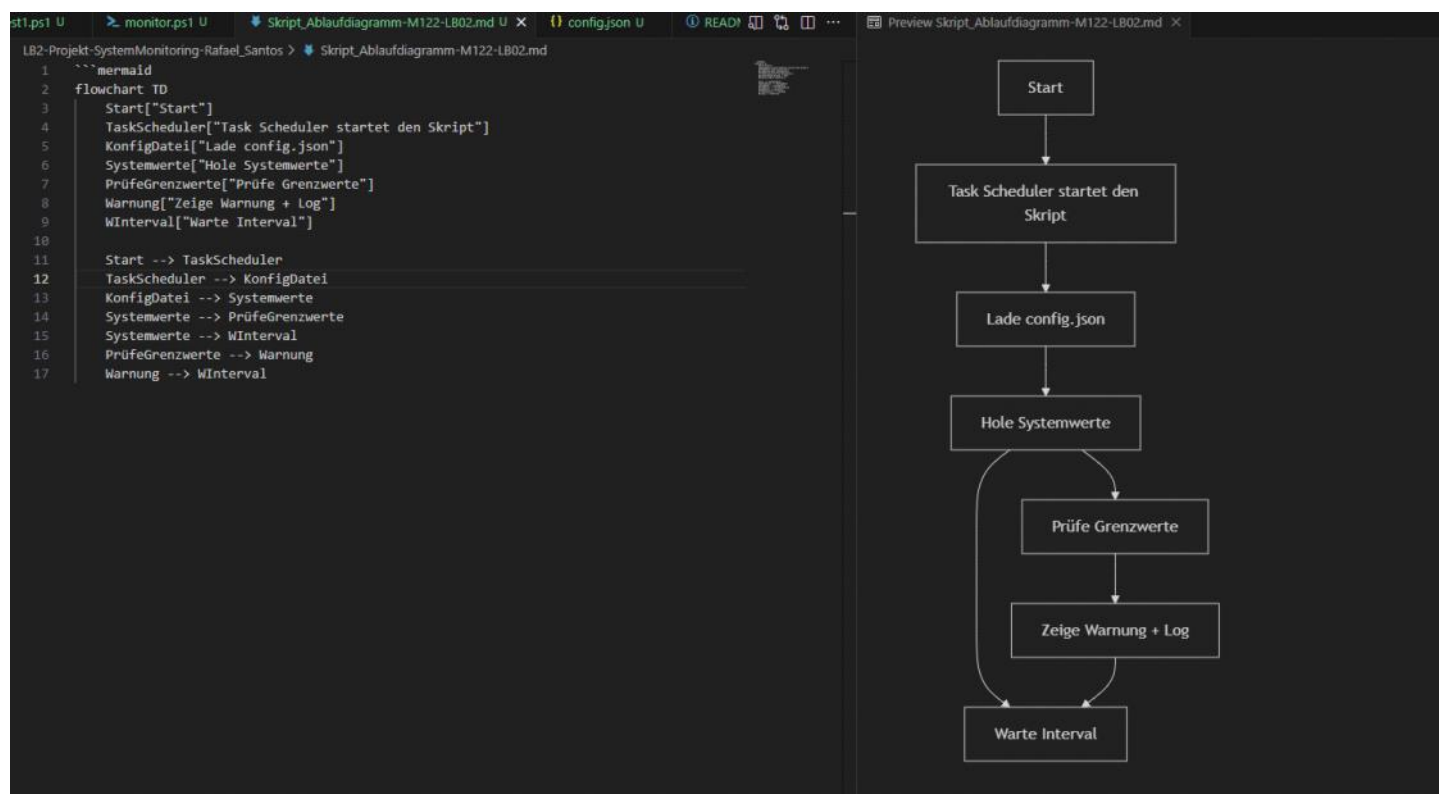 st1.ps1 U monitor.ps1 U Skript_Ablaufdiagramm-M122-LB02.md U config.json U READM Preview Skript_Ablaufdiagramm-M122-LB02.md
LB2-Projekt-SystemMonitoring-Rafael_Santos > Skript_Ablaufdiagramm-M122-LB02.md
1 ```mermaid
2 flowchart TD
3 Start["Start"]
4 TaskScheduler["Task Scheduler startet den Skript"]
5 KonfigDatei["Lade config.json"]
6 Systemwerte["Hole Systemwerte"]
7 PrüfeGrenzwerte["Prüfe Grenzwerte"]
8 Warnung["Zeige Warnung + Log"]
9 WInterval["Warte Interval"]
10
11 Start --> TaskScheduler
12 TaskScheduler --> KonfigDatei
13 KonfigDatei --> Systemwerte
14 Systemwerte --> PrüfeGrenzwerte
15 Systemwerte --> WInterval
16 PrüfeGrenzwerte --> Warnung
17 Warnung --> WInterval
Start
Task Scheduler startet den
Skript
Lade config.json
Hole Systemwerte
Prüfe Grenzwerte
Zeige Warnung + Log
Warte Interval